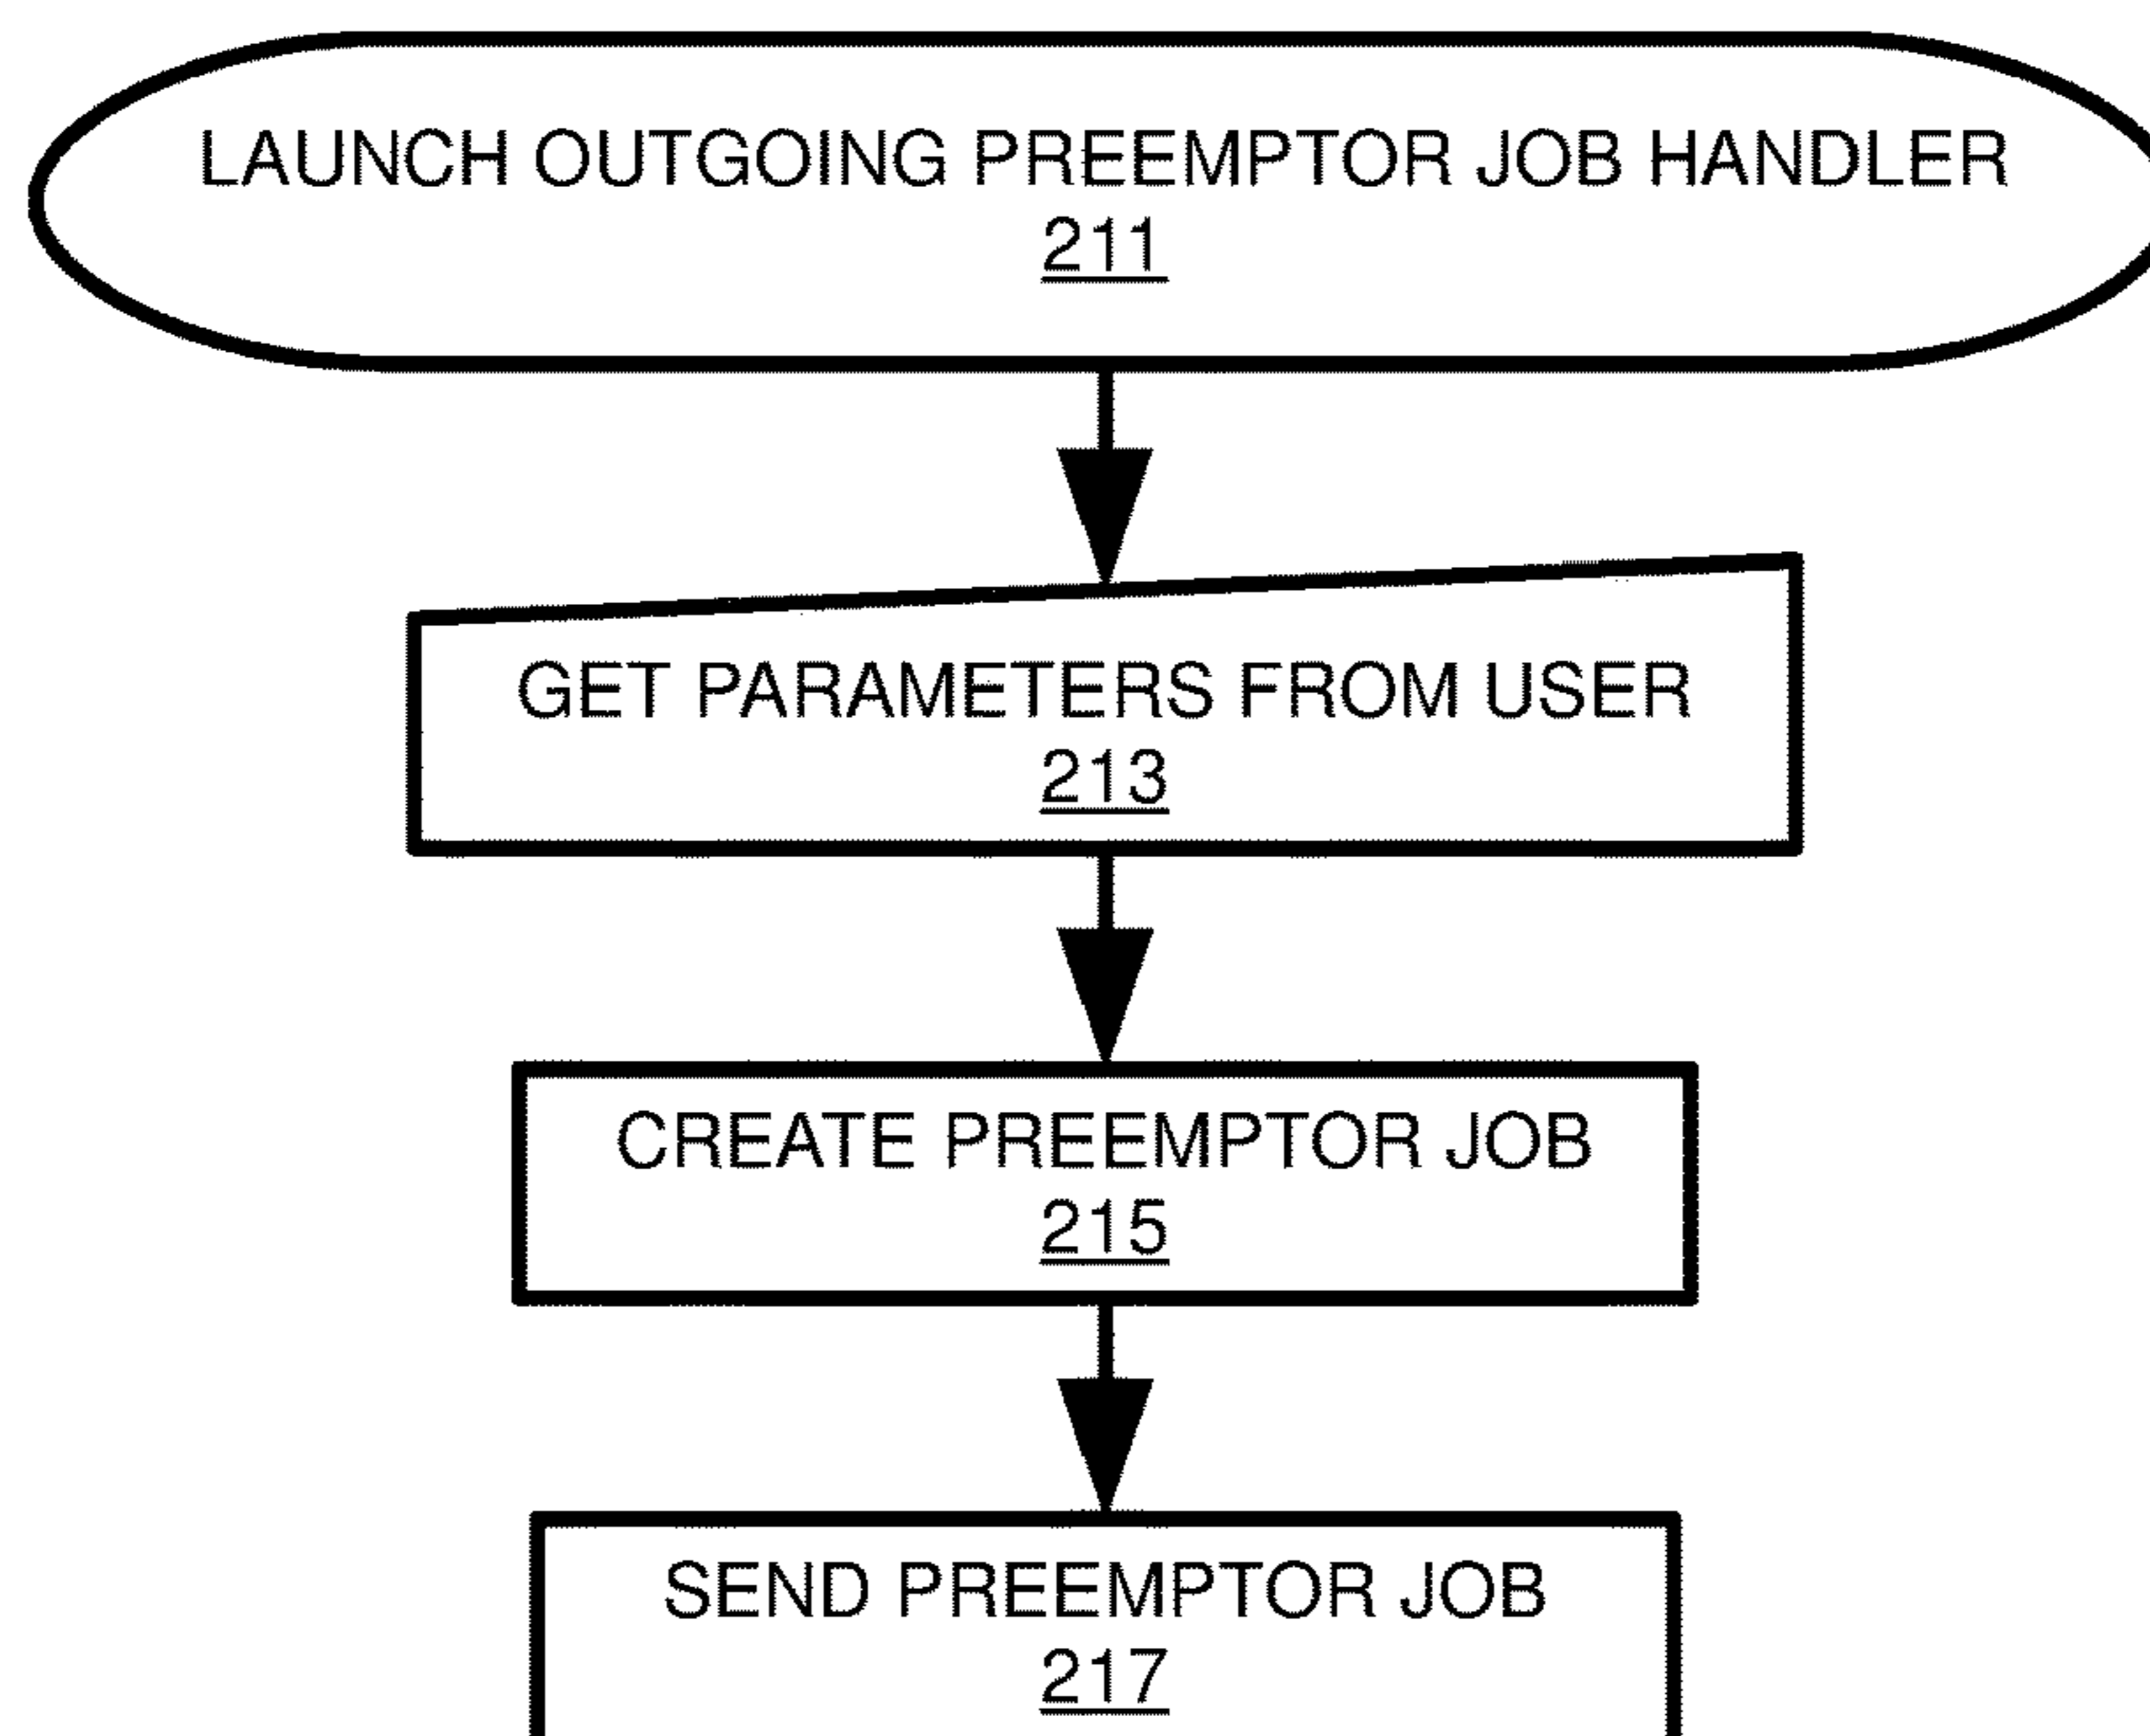 LAUNCH OUTGOING PREEMPTOR JOB HANDLER
211
GET PARAMETERS FROM USER
213
CREATE PREEMPTOR JOB
215
SEND PREEMPTOR JOB
217